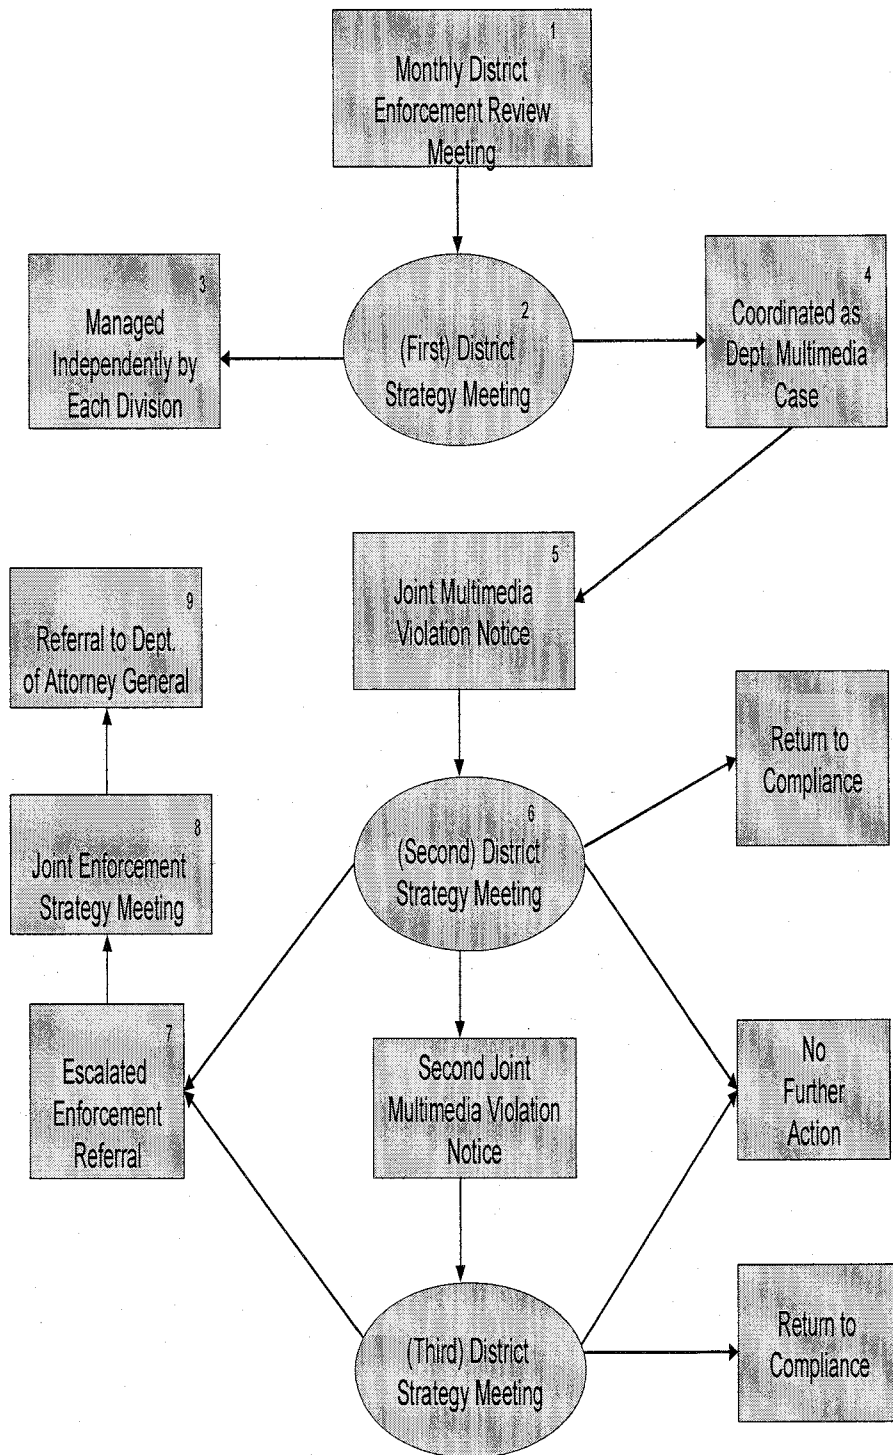 1
Monthly District
Enforcement Review
Meeting
3
Managed
Independently by
Each Division
2
(First) District
Strategy Meeting
4
Coordinated as
Dept. Multimedia
Case
5
Joint Multimedia
Violation Notice
9
Referral to Dept.
of Attorney General
Return to
Compliance
8
Joint Enforcement
Strategy Meeting
6
(Second) District
Strategy Meeting
7
Escalated
Enforcement
Referral
Second Joint
Multimedia Violation
Notice
No
Further
Action
(Third) District
Strategy Meeting
Return to
Compliance